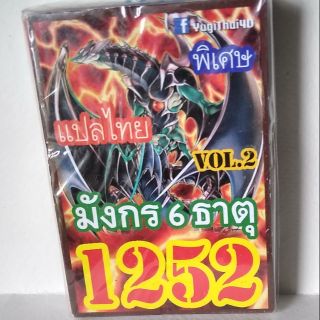 f YugiThai4U
พิเศษ
แปลไทย
VOL.2
มังกร 6 ธาตุ
1252